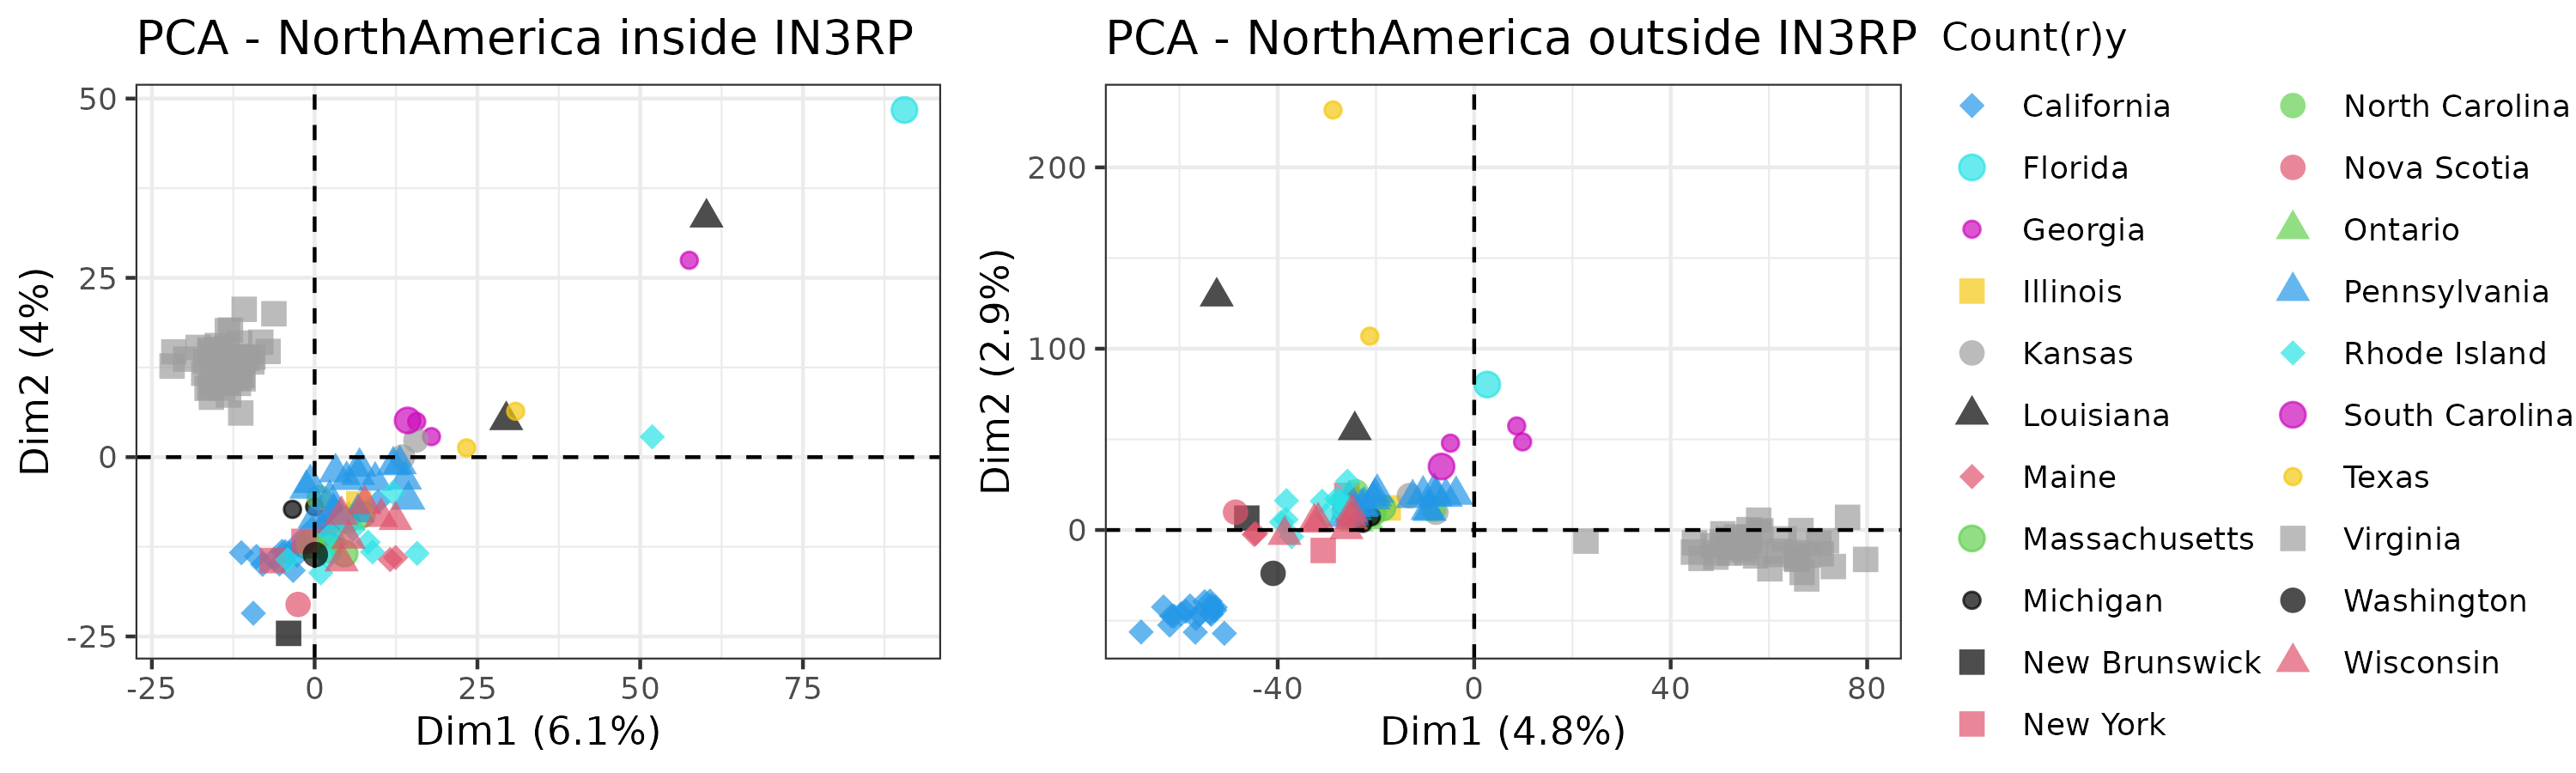 PCA - NorthAmerica inside IN3RP
50
25
0
-25
Dim2 (4%)
-25
0
25
50
75
Dim1 (6.1%)
PCA - NorthAmerica outside IN3RP
200
100
0
Dim2 (2.9%)
-40
0
40
80
Dim1 (4.8%)
Count(r)y
California
Florida
Georgia
Illinois
Kansas
Louisiana
Maine
Massachusetts
Michigan
New Brunswick
New York
North Carolina
Nova Scotia
Ontario
Pennsylvania
Rhode Island
South Carolina
Texas
Virginia
Washington
Wisconsin